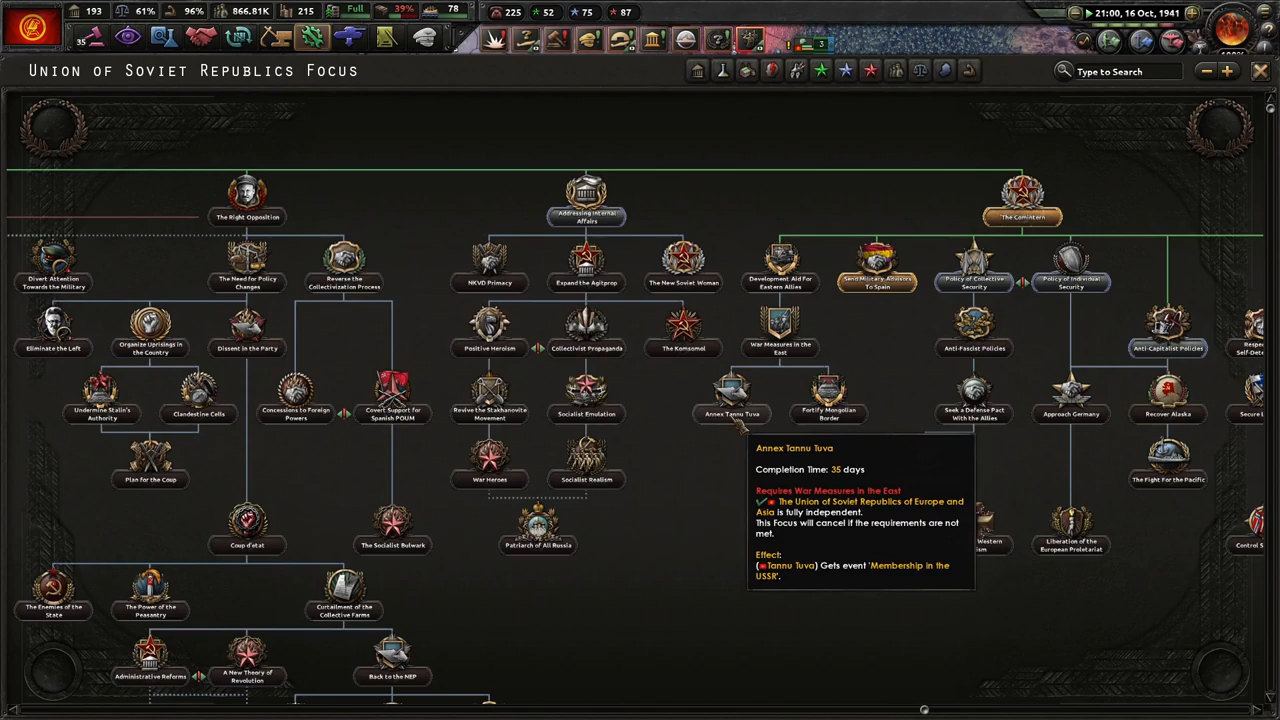 193
61%
96%
866.81K
215
Full
39%
78
225
52
75
87
21:00, 16 Oct, 1941
35
3
100%
Union of Soviet Republics Focus
Type to Search
The Right Opposition
Addressing Internal
Affairs
The Comintern
Divert Attention
Towards the Military
The Need for Policy
Changes
Reverse the
Collectivization Process
NKVD Primacy
Expand the Agitprop
The New Soviet Woman
Development Aid For
Eastern Allies
Send Military Advisors
To Spain
Policy of Collective
Security
Policy of Individual
Security
Eliminate the Left
Organize Uprisings in
the Country
Dissent in the Party
Positive Heroism
Collectivist Propaganda
The Komsomol
War Measures in the
East
Anti-Fascist Policies
Anti-Capitalist Policies
Undermine Stalin's
Authority
Clandestine Cells
Concessions to Foreign
Powers
Covert Support for
Spanish POUM
Revive the Stakhanovite
Movement
Socialist Emulation
Annex Tannu Tuva
Fortify Mongolian
Border
Seek a Defense Pact
With the Allies
Approach Germany
Recover Alaska
Secure
Plan for the Coup
War Heroes
Socialist Realism
The Fight For the Pacific
Annex Tannu Tuva
Completion Time: 35 days
Requires War Measures in the East
The Union of Soviet Republics of Europe and
Asia is fully independent.
This Focus will cancel if the requirements are not
met.
Effect:
(Tannu Tuva) Gets event 'Membership in the
USSR'.
Coup d'etat
The Socialist Bulwark
Patriarch of All Russia
Western
Liberation of the
European Proletariat
Control
The Enemies of the
State
The Power of the
Peasantry
Curtailment of the
Collective Farms
Administrative Reforms
A New Theory of
Revolution
Back to the NEP